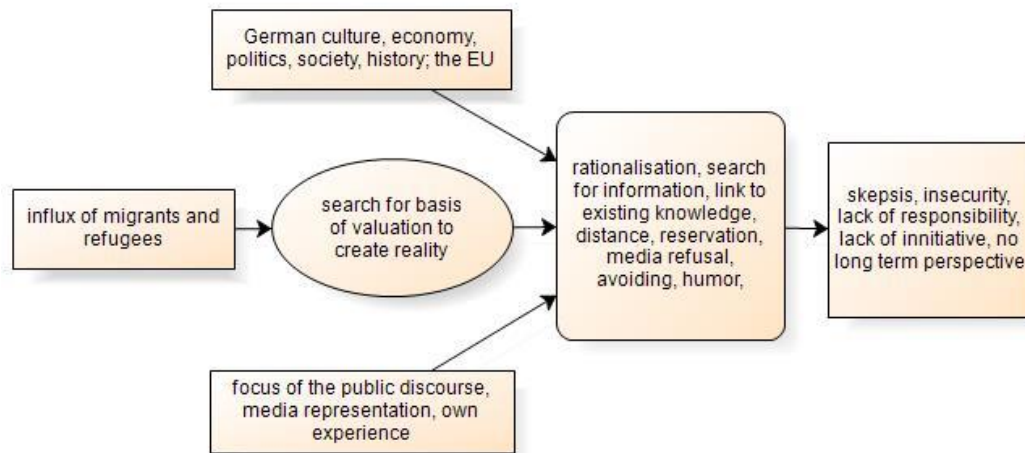 German culture, economy,
politics, society, history; the EU
influx of migrants and
refugees
search for basis
of valuation to
create reality
rationalisation, search
for information, link to
existing knowledge,
distance, reservation,
media refusal,
avoiding, humor,
skepsis, insecurity,
lack of responsibility,
lack of innitiative, no
long term perspective
focus of the public discourse,
media representation, own
experience